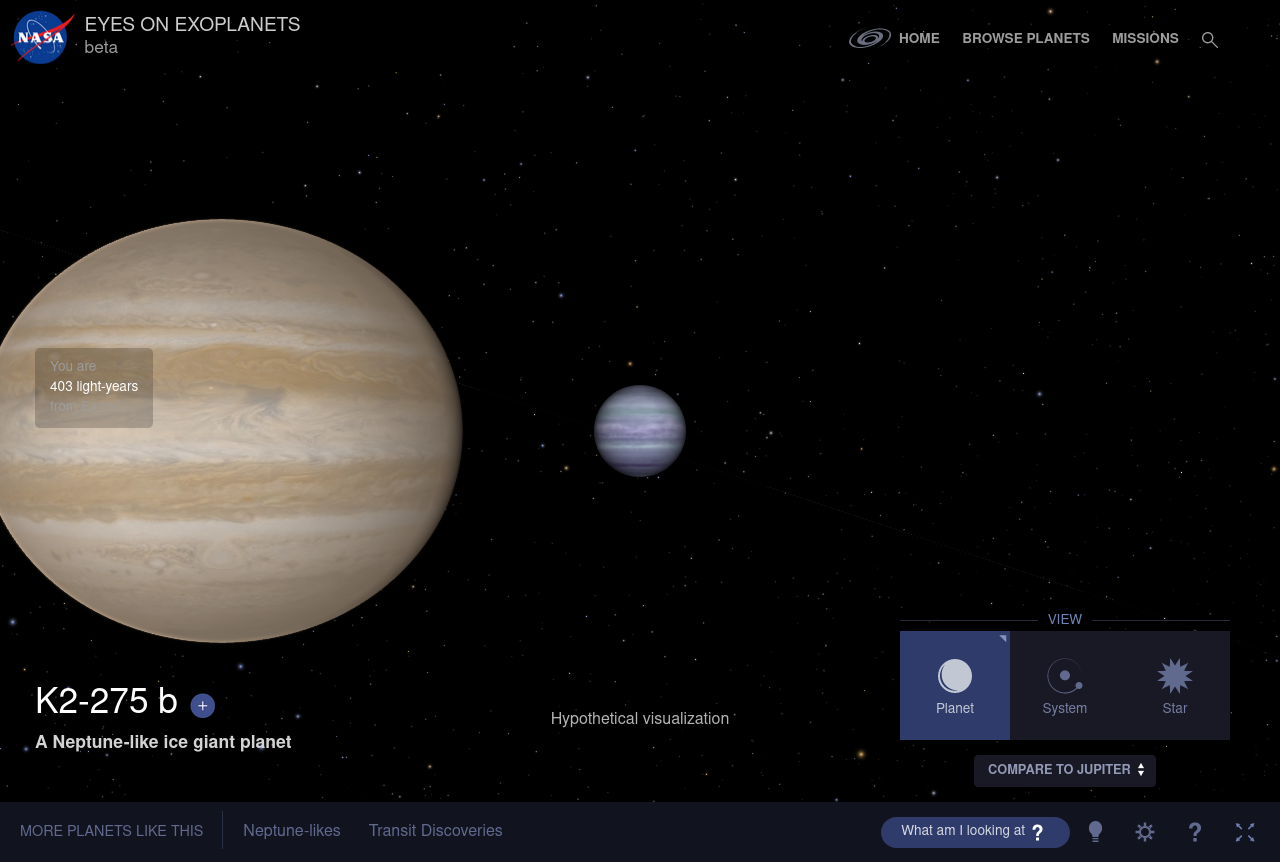 NASA
EYES ON EXOPLANETS
beta
HOME
BROWSE PLANETS
MISSIONS
You are
403 light-years
from
K2-275 b
+
A Neptune-like ice giant planet
Hypothetical visualization
VIEW
Planet
System
Star
COMPARE TO JUPITER
MORE PLANETS LIKE THIS
Neptune-likes
Transit Discoveries
What am I looking at ?
?